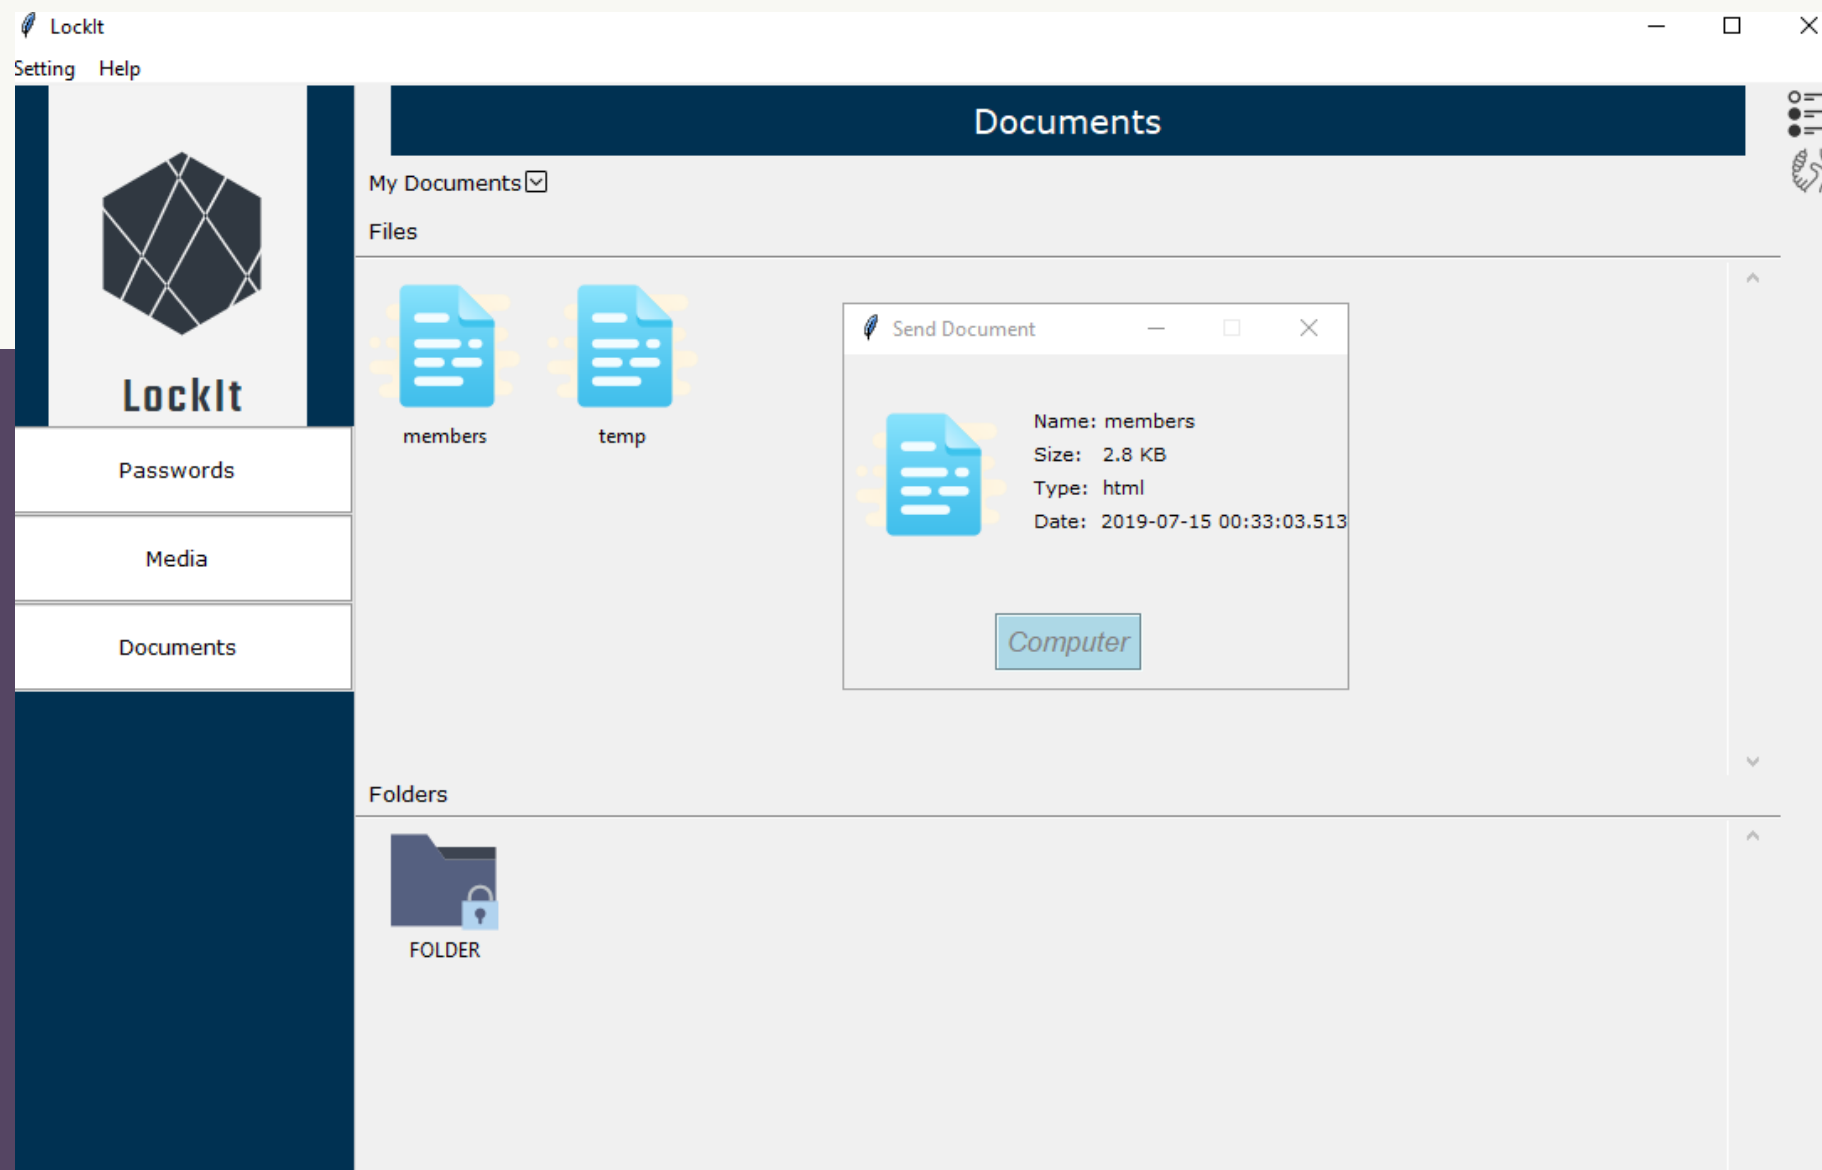 LockIt
Setting Help
LockIt
Passwords
Media
Documents
Documents
My Documents
Files
members
temp
Send Document
Name: members
Size: 2.8 KB
Type: html
Date: 2019-07-15 00:33:03.513
Computer
Folders
FOLDER